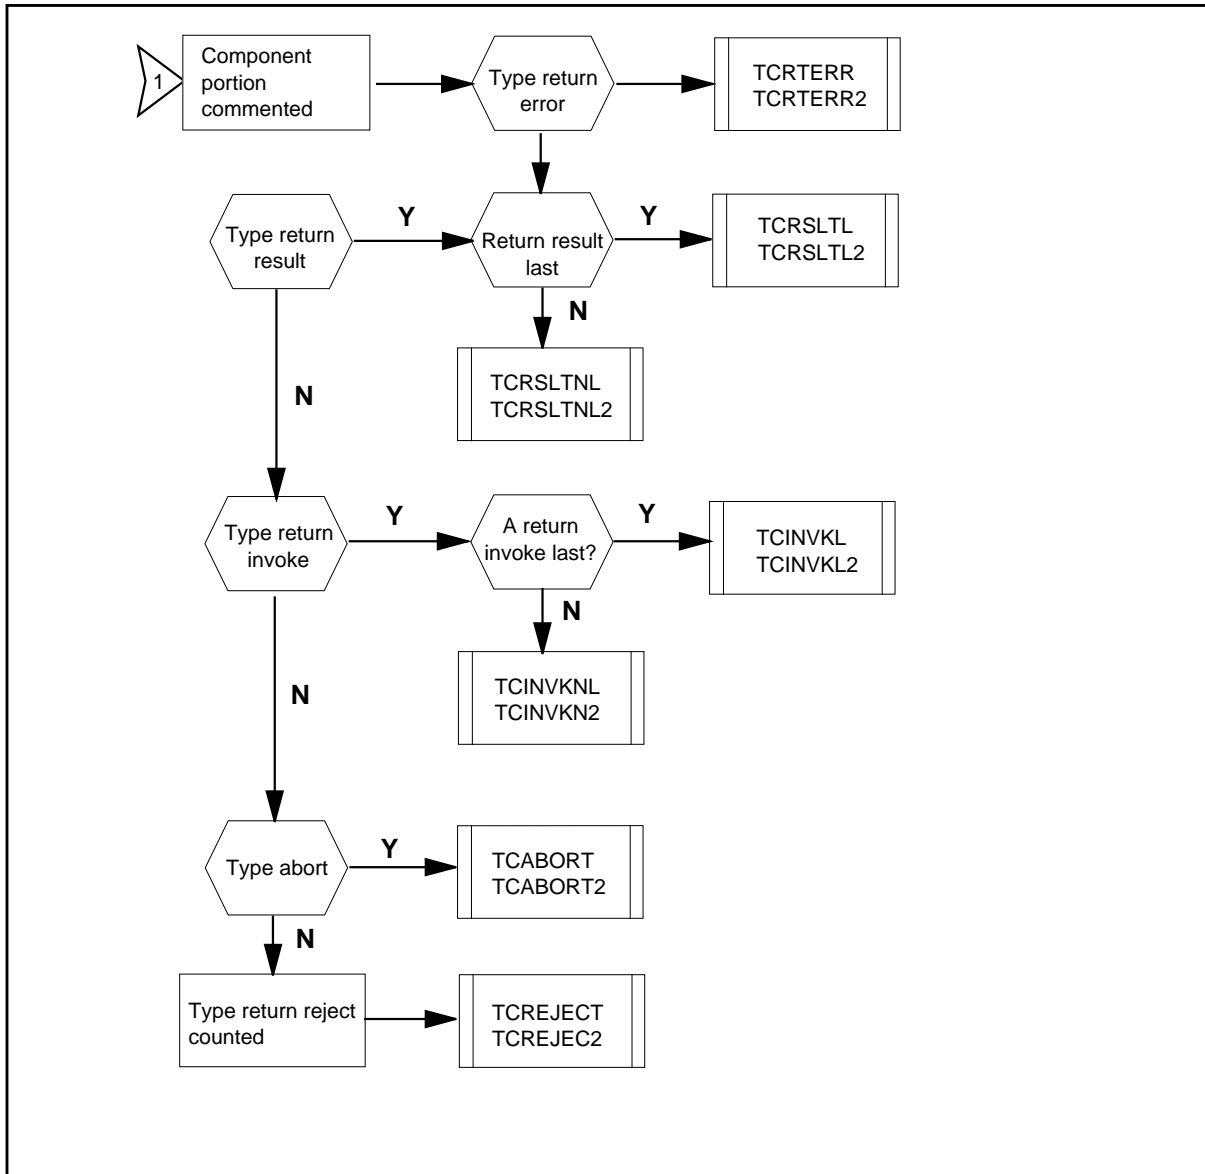 1
Component
portion
commented
Type return
error
TCRTERR
TCRTERR2
Type return
result
Y
Return result
last
Y
TCRSLTL
TCRSLTL2
N
TCRSLTNL
TCRSLTNL2
N
Type return
invoke
Y
A return
invoke last?
Y
TCINVKL
TCINVKL2
N
TCINVKNL
TCINVKN2
N
Type abort
Y
TCABORT
TCABORT2
N
Type return reject
counted
TCREJECT
TCREJEC2